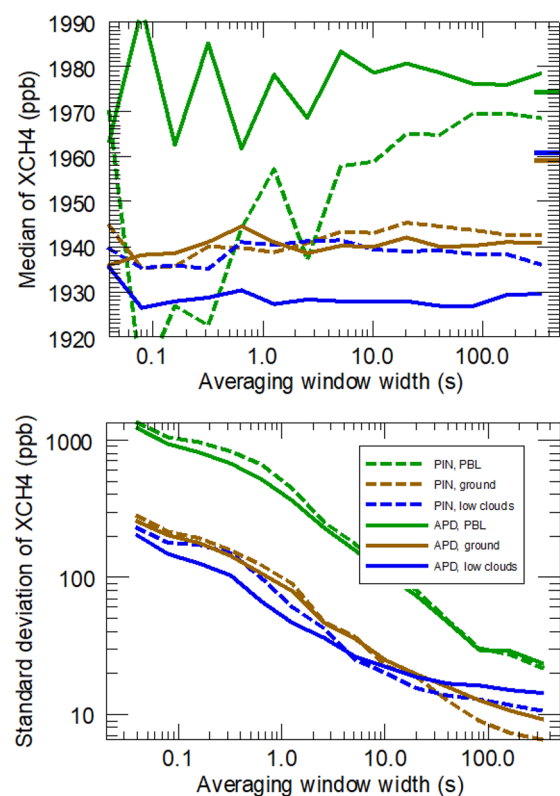 1990
1980
1970
1960
1950
1940
1930
1920
Median of XCH4 (ppb)
0.1 1.0 10.0 100.0
Averaging window width (s)
1000
100
10
Standard deviation of XCH4 (ppb)
PIN, PBL
PIN, ground
PIN, low clouds
APD, PBL
APD, ground
APD, low clouds
0.1 1.0 10.0 100.0
Averaging window width (s)